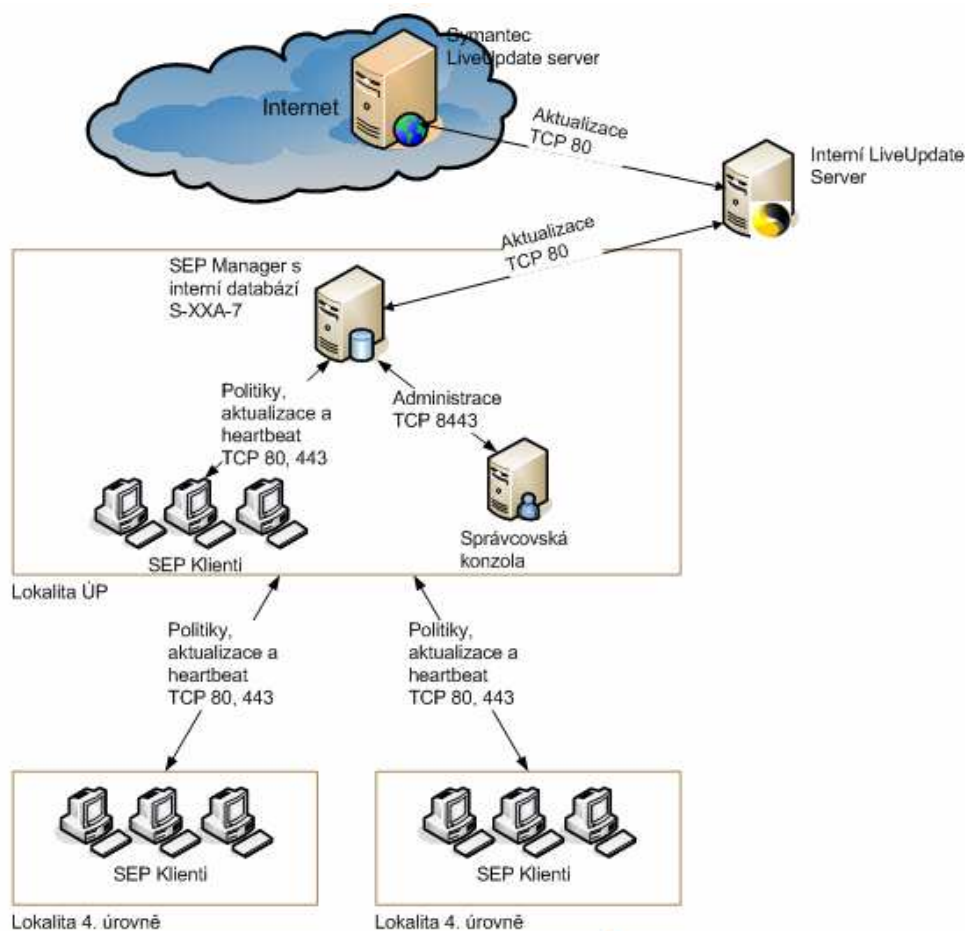 Symantec
LiveUpdate server
Internet
Aktualizace
TCP 80
Interní LiveUpdate
Server
Aktualizace
TCP 80
SEP Manager s
interní databází
S-XXA-7
Politiky,
aktualizace a
heartbeat
TCP 80, 443
Administrace
TCP 8443
SEP Klienti
Správcovská
konzola
Lokalita ÚP
Politiky,
aktualizace a
heartbeat
TCP 80, 443
Politiky,
aktualizace a
heartbeat
TCP 80, 443
SEP Klienti
SEP Klienti
Lokalita 4. úrovně
Lokalita 4. úrovně